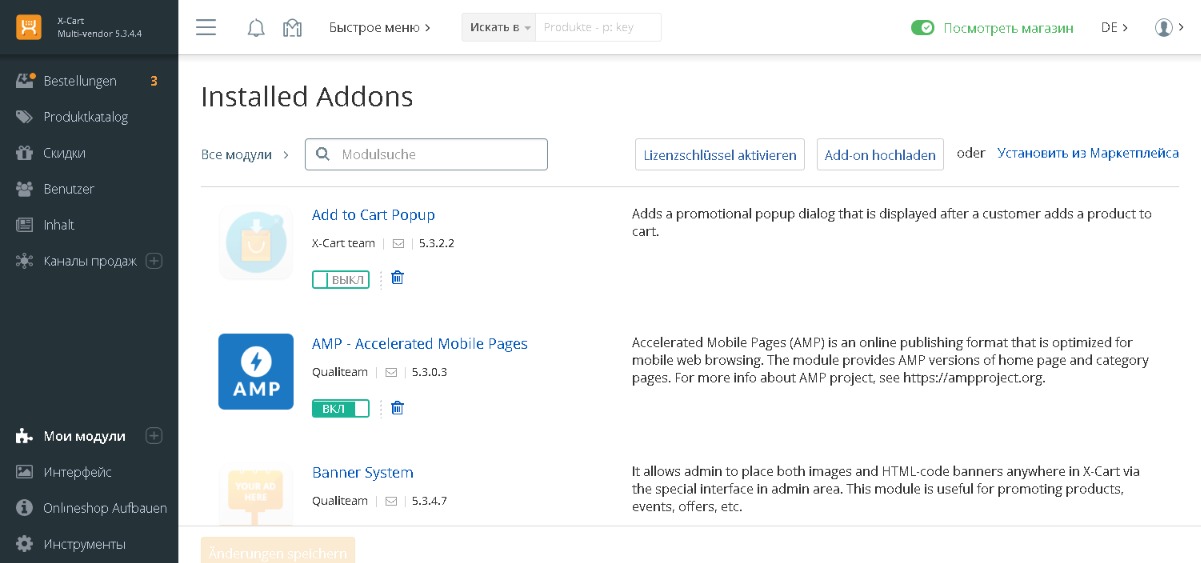 X-Cart
Multi-vendor 5.3.4.4
Быстрое меню
Искать в
Produkte - рс key
Посмотреть магазин
DE
Bestellungen 3
Produktkatalog
Скидки
Benutzer
Inhalt
Каналы продаж
Мои модули
Интерфейс
Onlineshop Aufbauen
Инструменты
Installed Addons
Все модули
Modulsuche
Lizenzschlüssel aktivieren
Add-on hochladen
oder
Установить из Маркетплейса
Add to Cart Popup
X-Cart team | 5.3.2.2
ВЫКЛ
Adds a promotional popup dialog that is displayed after a customer adds a product to
cart.
AMP
AMP - Accelerated Mobile Pages
Qualiteam | 5.3.0.3
ВКЛ
Accelerated Mobile Pages (AMP) is an online publishing format that is optimized for
mobile web browsing. The module provides AMP versions of home page and category
pages. For more info about AMP project, see https://ampproject.org.
YOUR AD
HERE
Banner System
Qualiteam | 5.3.4.7
It allows admin to place both images and HTML-code banners anywhere in X-Cart via
the special interface in admin area. This module is useful for promoting products,
events, offers, etc.
Änderungen speichern